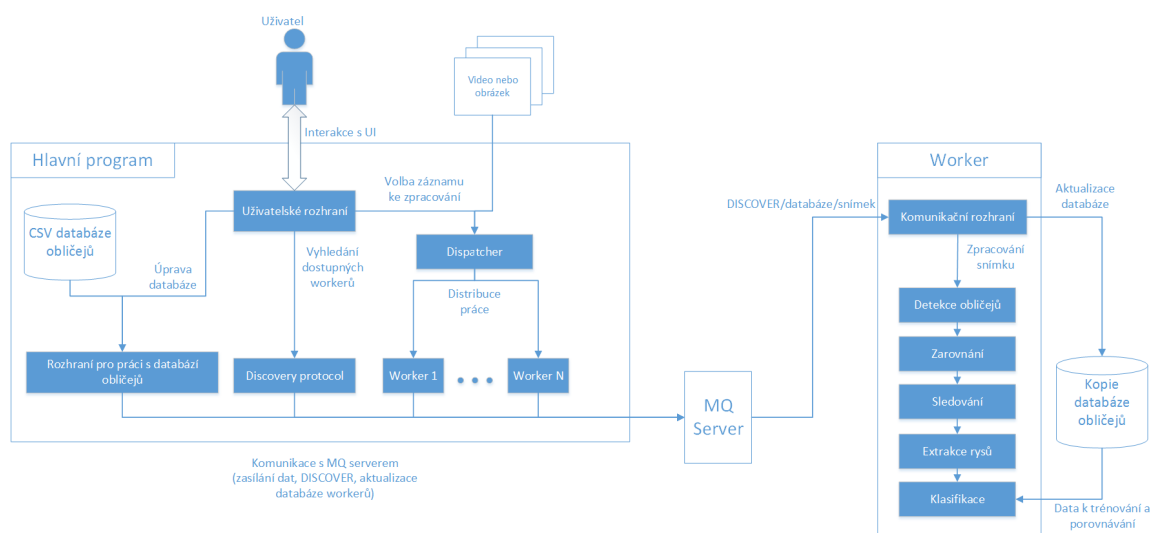 Uživatel
Video nebo
obrázek
Interakce s UI
Hlavní program
Worker
Volba záznamu
ke zpracování
Aktualizace
databáze
DISCOVER/databáze/snímek
Uživatelské rozhraní
Komunikační rozhraní
CSV databáze
obličejů
Vyhledání
dostupných
workerů
Dispatcher
Zpracování
snímku
Úprava
databáze
Distribuce
práce
Detekce obličejů
Zarovnání
Rozhraní pro práci s databází
obličejů
Discovery protocol
Worker 1
Worker N
MQ
Server
Sledování
Kopie
databáze
obličejů
Extrakce rysů
Komunikace s MQ serverem
(zasílání dat, DISCOVER, aktualizace
databáze workerů)
Klasifikace
Data k trénování a
porovnávání